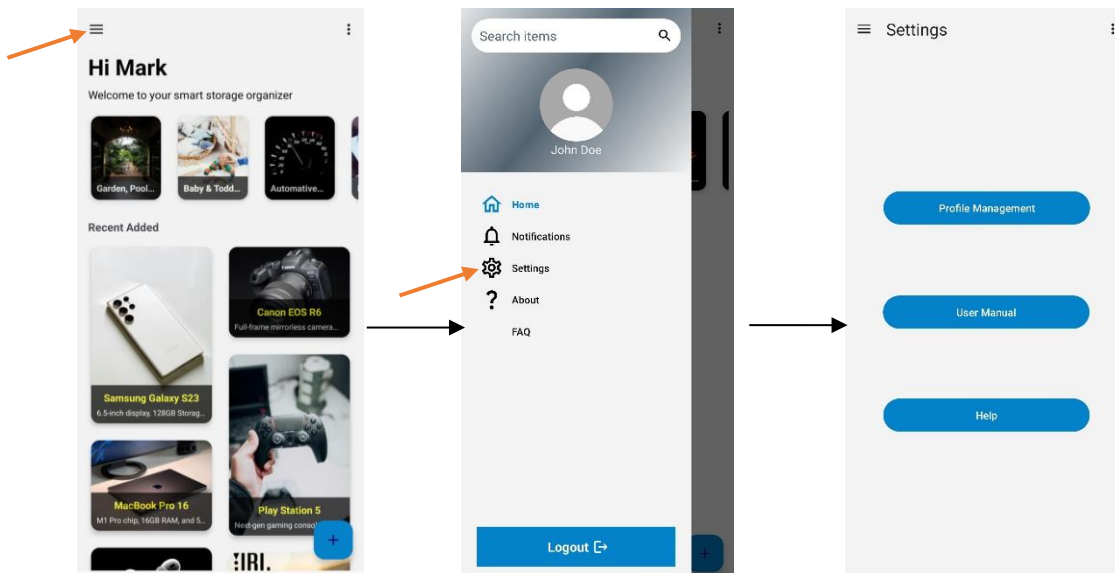 Hi Mark
Welcome to your smart storage organizer
Garden, Pool...
Baby & Todd...
Automative...
Recent Added
Samsung Galaxy S23
6.5-inch display, 128GB Storag..
Canon EOS R6
Full-frame mirrorless camera...
MacBook Pro 16
M1 Pro chip, 16GB RAM, and 5...
Play Station 5
Next-gen gaming consol
+
Search items
John Doe
Home
Notifications
Settings
About
FAQ
Logout
Settings
Profile Management
User Manual
Help